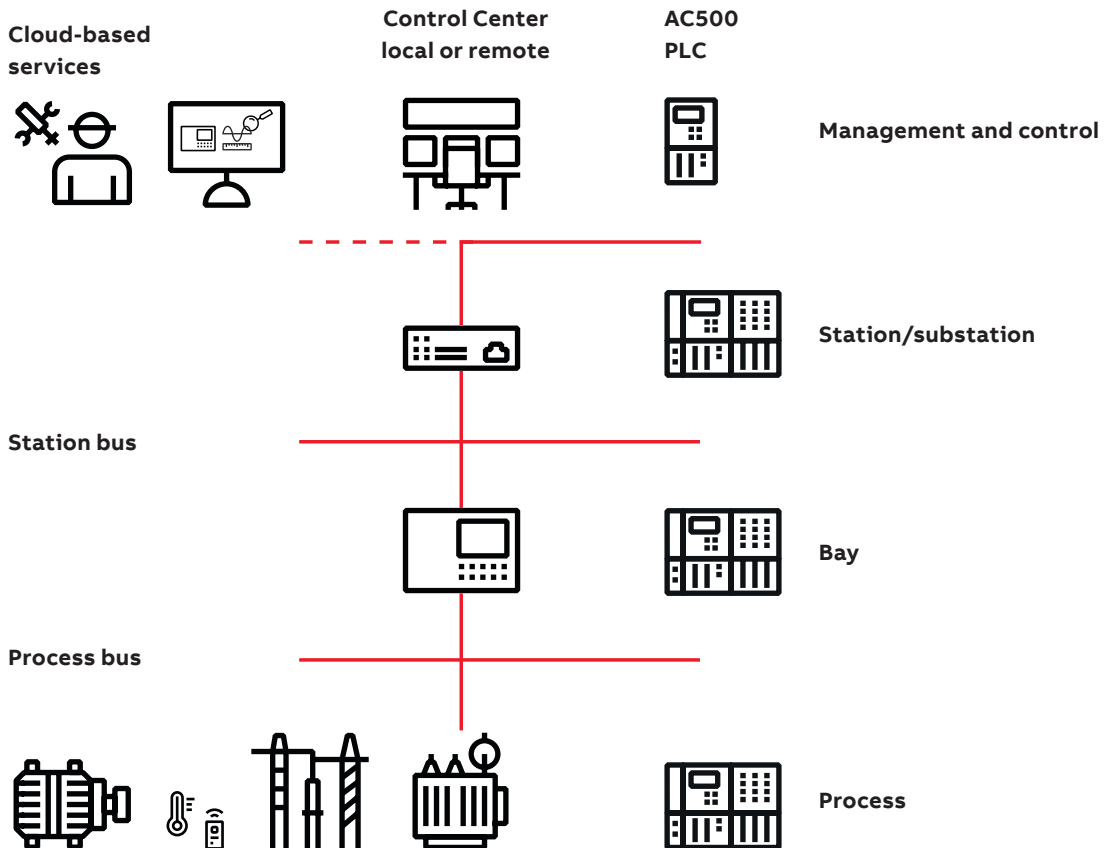 Cloud-based
services
Control Center
local or remote
AC500
PLC
Management and control
Station/substation
Station bus
Bay
Process bus
Process